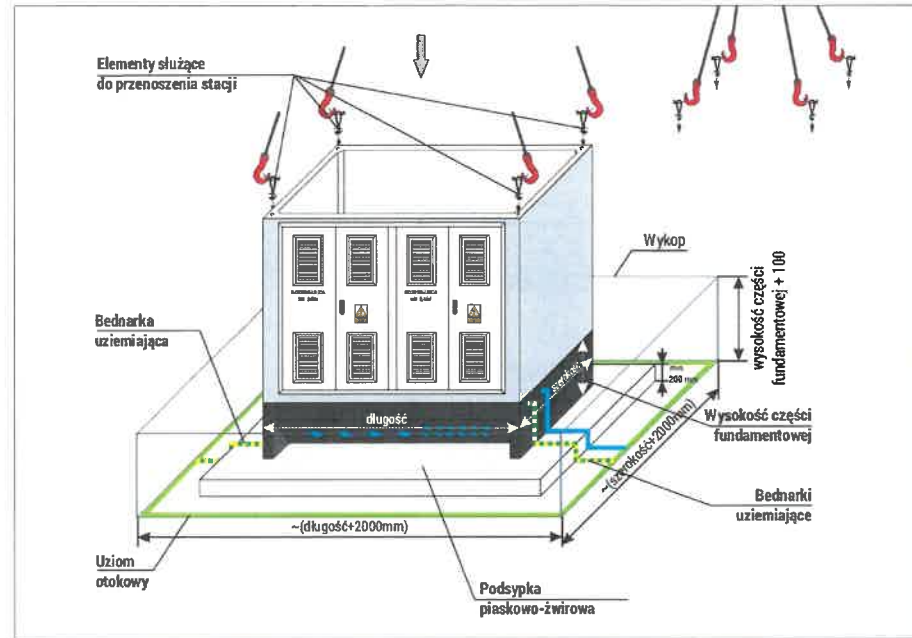 Elementy służące
do przenoszenia stacji
Wykop
wysokość części
fundamentowej + 100
Bednarka
uziemiająca
min.
200 mm
szerokość
długość
Wysokość części
fundamentowej
~(szerokość+2000mm)
Bednarki
uziemiające
~(długość+2000mm)
Uziom
otokowy
Podsypka
piaskowo-żwirowa